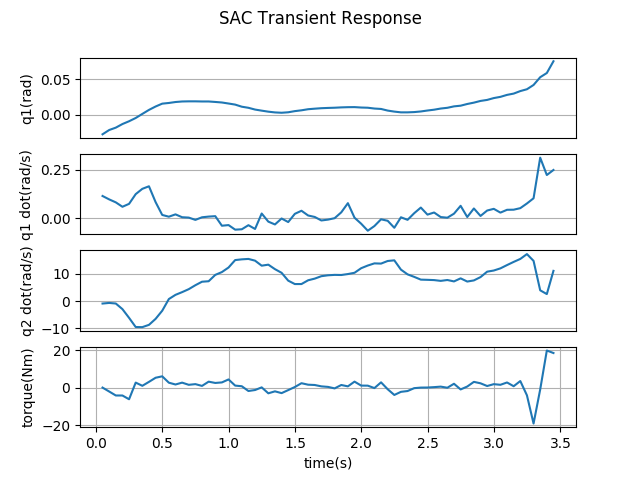 SAC Transient Response
q1(rad)
0.05
0.00
q1 dot(rad/s)
0.25
0.00
q2 dot(rad/s)
10
0
−10
torque(Nm)
20
0
−20
0.0 0.5 1.0 1.5 2.0 2.5 3.0 3.5
time(s)